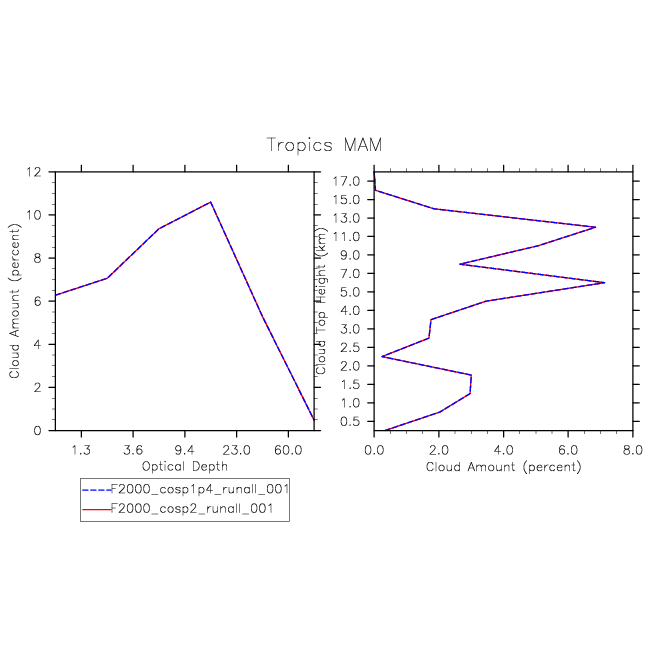 Tropics MAM
Cloud Amount (percent)
12
10
8
6
4
2
0
1.3 3.6 9.4 23.0 60.0
Optical Depth
Cloud Top Height (km)
17.0
15.0
13.0
11.0
9.0
7.0
5.0
4.0
3.0
2.5
2.0
1.5
1.0
0.5
0.0 2.0 4.0 6.0 8.0
Cloud Amount (percent)
F2000_cosp1p4_runall_001
F2000_cosp2_runall_001